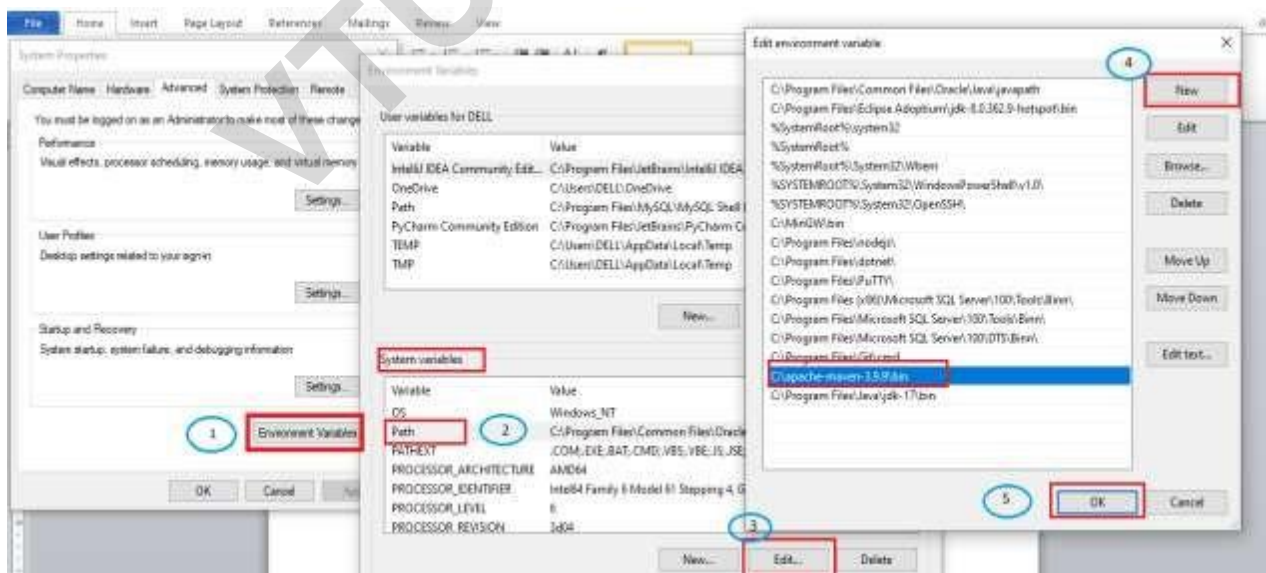 File Home Insert Page Layout References Mailings Review View
VTU
System Properties
Computer Name Hardware Advanced System Protection Remote
You must be logged on as an Administrator to make most of these change
Performance
Visual effects, processor scheduling, memory usage, and virtual memory
Settings...
User Profiles
Desktop settings related to your sign-in
Settings...
Startup and Recovery
System startup, system failure, and debugging information
Settings...
1
Environment Variables
OK Cancel
Environment Variables
User variables for DELL
Variable Value
IntelliJ IDEA Community Edit... C:\Program Files\JetBrains\IntelliJ IDEA
OneDrive C:\Users\DELL\OneDrive
Path C:\Program Files\MySQL\MySQL Shell
PyCharm Community Edition C:\Program Files\JetBrains\PyCharm C
TEMP C:\Users\DELL\AppData\Local\Temp
TMP C:\Users\DELL\AppData\Local\Temp
New...
System variables
Variable Value
OS Windows_NT
Path 2 C:\Program Files\Common Files\Oracle
PATHEXT .COM;.EXE;.BAT;.CMD;.VBS;.VBE;.JS;.JSE;
PROCESSOR_ARCHITECTURE AMD64
PROCESSOR_IDENTIFIER Intel64 Family 6 Model 61 Stepping 4, G
PROCESSOR_LEVEL 6
PROCESSOR_REVISION 3d04
3
New... Edit... Delete
Edit environment variable
4
C:\Program Files\Common Files\Oracle\Java\javapath
C:\Program Files\Eclipse Adoptium\jdk-8.0.362.9-hotspot\bin
%SystemRoot%\system32
%SystemRoot%
%SystemRoot%\System32\Wbem
%SYSTEMROOT%\System32\WindowsPowerShell\v1.0\
%SYSTEMROOT%\System32\OpenSSH\
C:\MinGW\bin
C:\Program Files\nodejs\
C:\Program Files\dotnet\
C:\Program Files\PuTTY\
C:\Program Files (x86)\Microsoft SQL Server\100\Tools\Binn\
C:\Program Files\Microsoft SQL Server\100\Tools\Binn\
C:\Program Files\Microsoft SQL Server\100\DTS\Binn\
C:\Program Files\Git\cmd
C:\apache-maven-3.9.9\bin
C:\Program Files\Java\jdk-17\bin
New
Edit
Browse...
Delete
Move Up
Move Down
Edit text...
5
OK Cancel